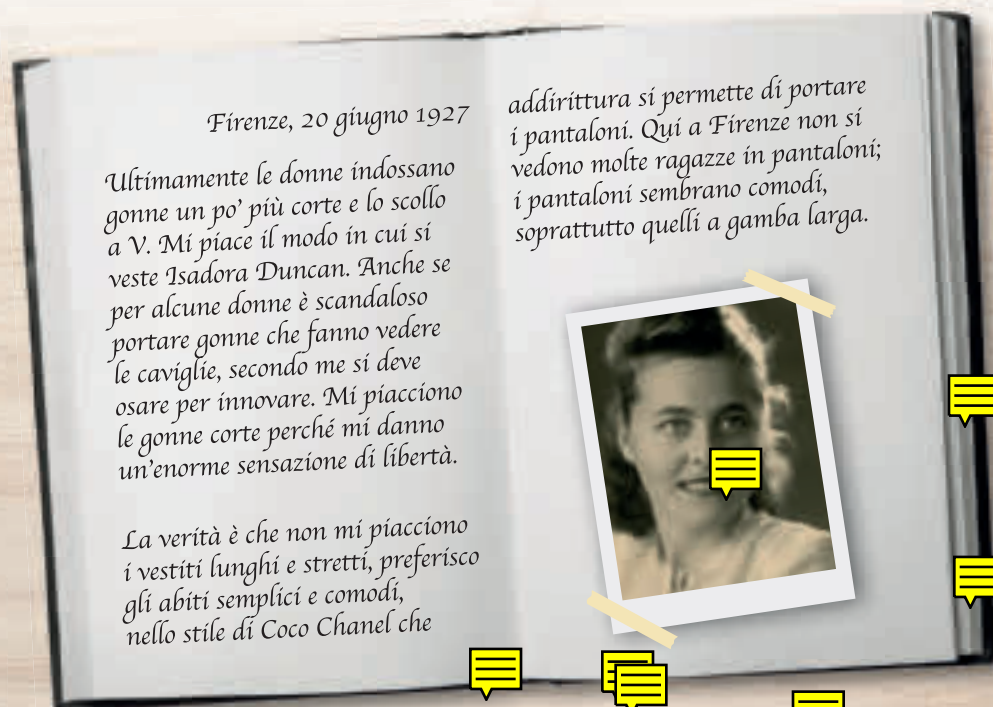 Firenze, 20 giugno 1927
Ultimamente le donne indossano
gonne un po' più corte e lo scollo
a V. Mi piace il modo in cui si
veste Isadora Duncan. Anche se
per alcune donne è scandaloso
portare gonne che fanno vedere
le caviglie, secondo me si deve
osare per innovare. Mi piacciono
le gonne corte perché mi danno
un'enorme sensazione di libertà.
La verità è che non mi piacciono
i vestiti lunghi e stretti, preferisco
gli abiti semplici e comodi,
nello stile di Coco Chanel che
addirittura si permette di portare
i pantaloni. Qui a Firenze non si
vedono molte ragazze in pantaloni;
i pantaloni sembrano comodi,
soprattutto quelli a gamba larga.